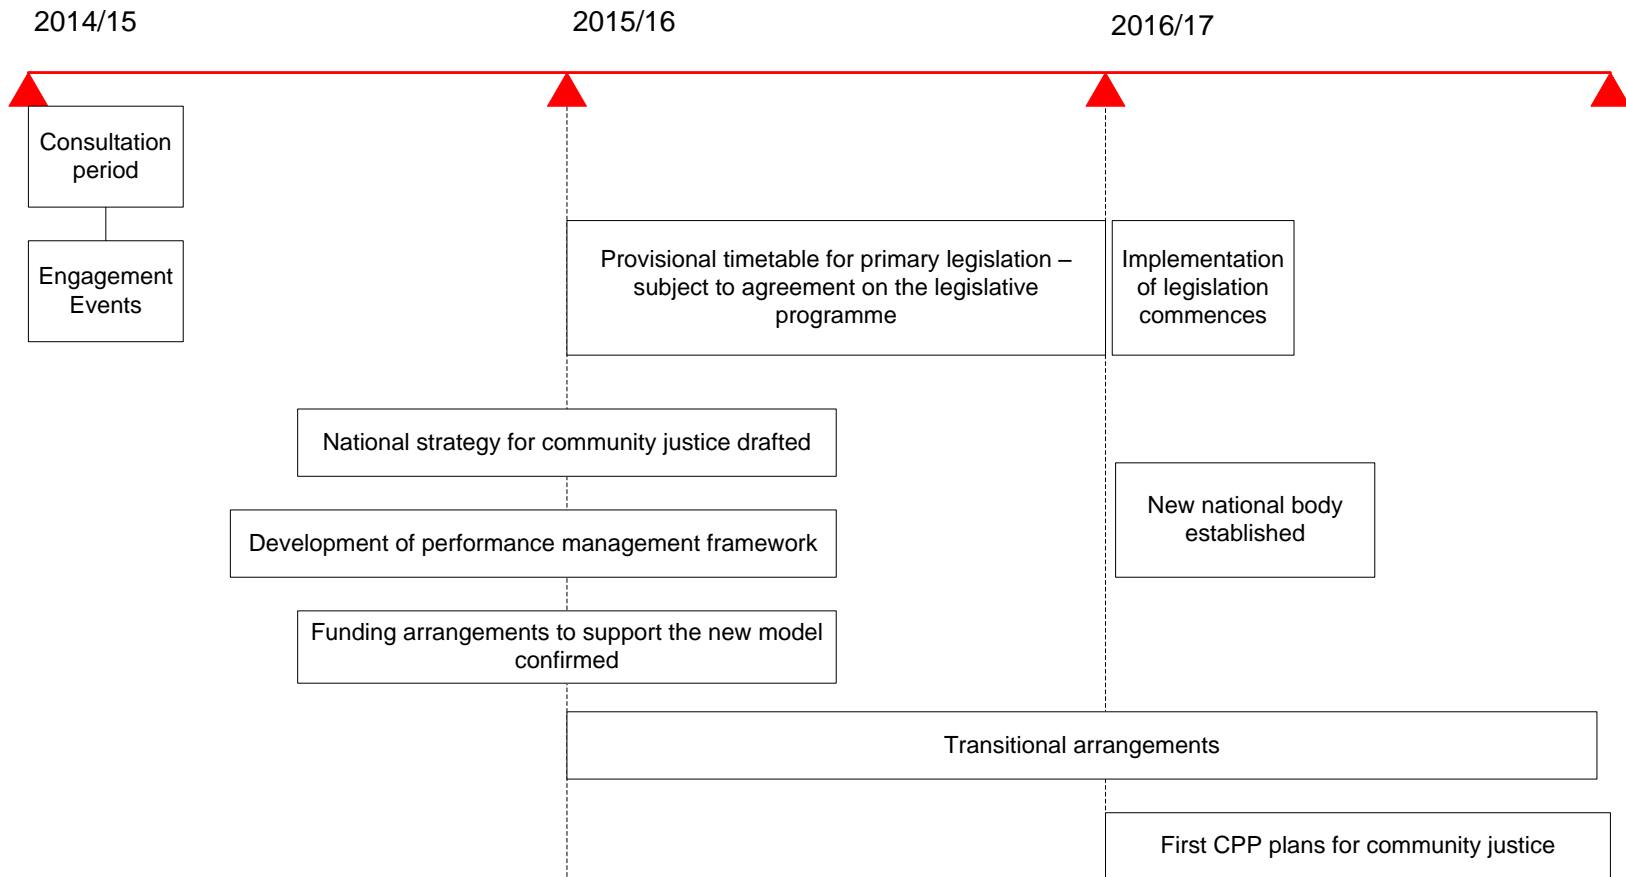 2014/15
2015/16
2016/17
Consultation
period
Engagement
Events
Provisional timetable for primary legislation –
subject to agreement on the legislative
programme
Implementation
of legislation
commences
National strategy for community justice drafted
New national body
established
Development of performance management framework
Funding arrangements to support the new model
confirmed
Transitional arrangements
First CPP plans for community justice